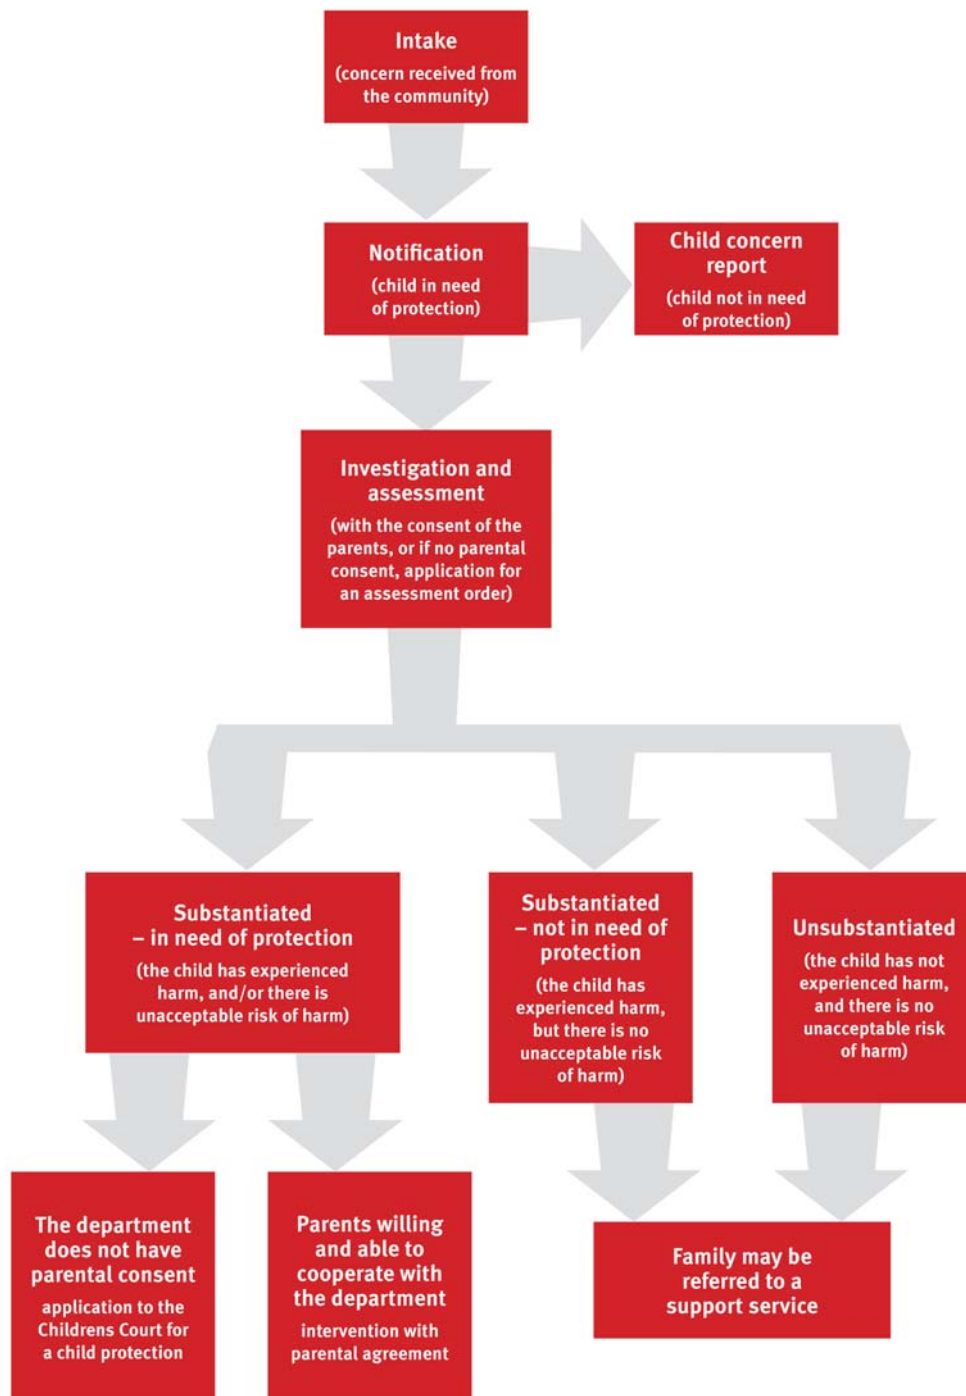 Intake
(concern received from
the community)
Notification
(child in need
of protection)
Child concern
report
(child not in need
of protection)
Investigation and
assessment
(with the consent of the
parents, or if no parental
consent, application for
an assessment order)
Substantiated
– in need of protection
(the child has experienced
harm, and/or there is
unacceptable risk of harm)
Substantiated
– not in need of
protection
(the child has
experienced harm,
but there is no
unacceptable risk
of harm)
Unsubstantiated
(the child has not
experienced harm,
and there is no
unacceptable risk
of harm)
The department
does not have
parental consent
application to the
Childrens Court for
a child protection
Parents willing
and able to
cooperate with
the department
intervention with
parental agreement
Family may be
referred to a
support service